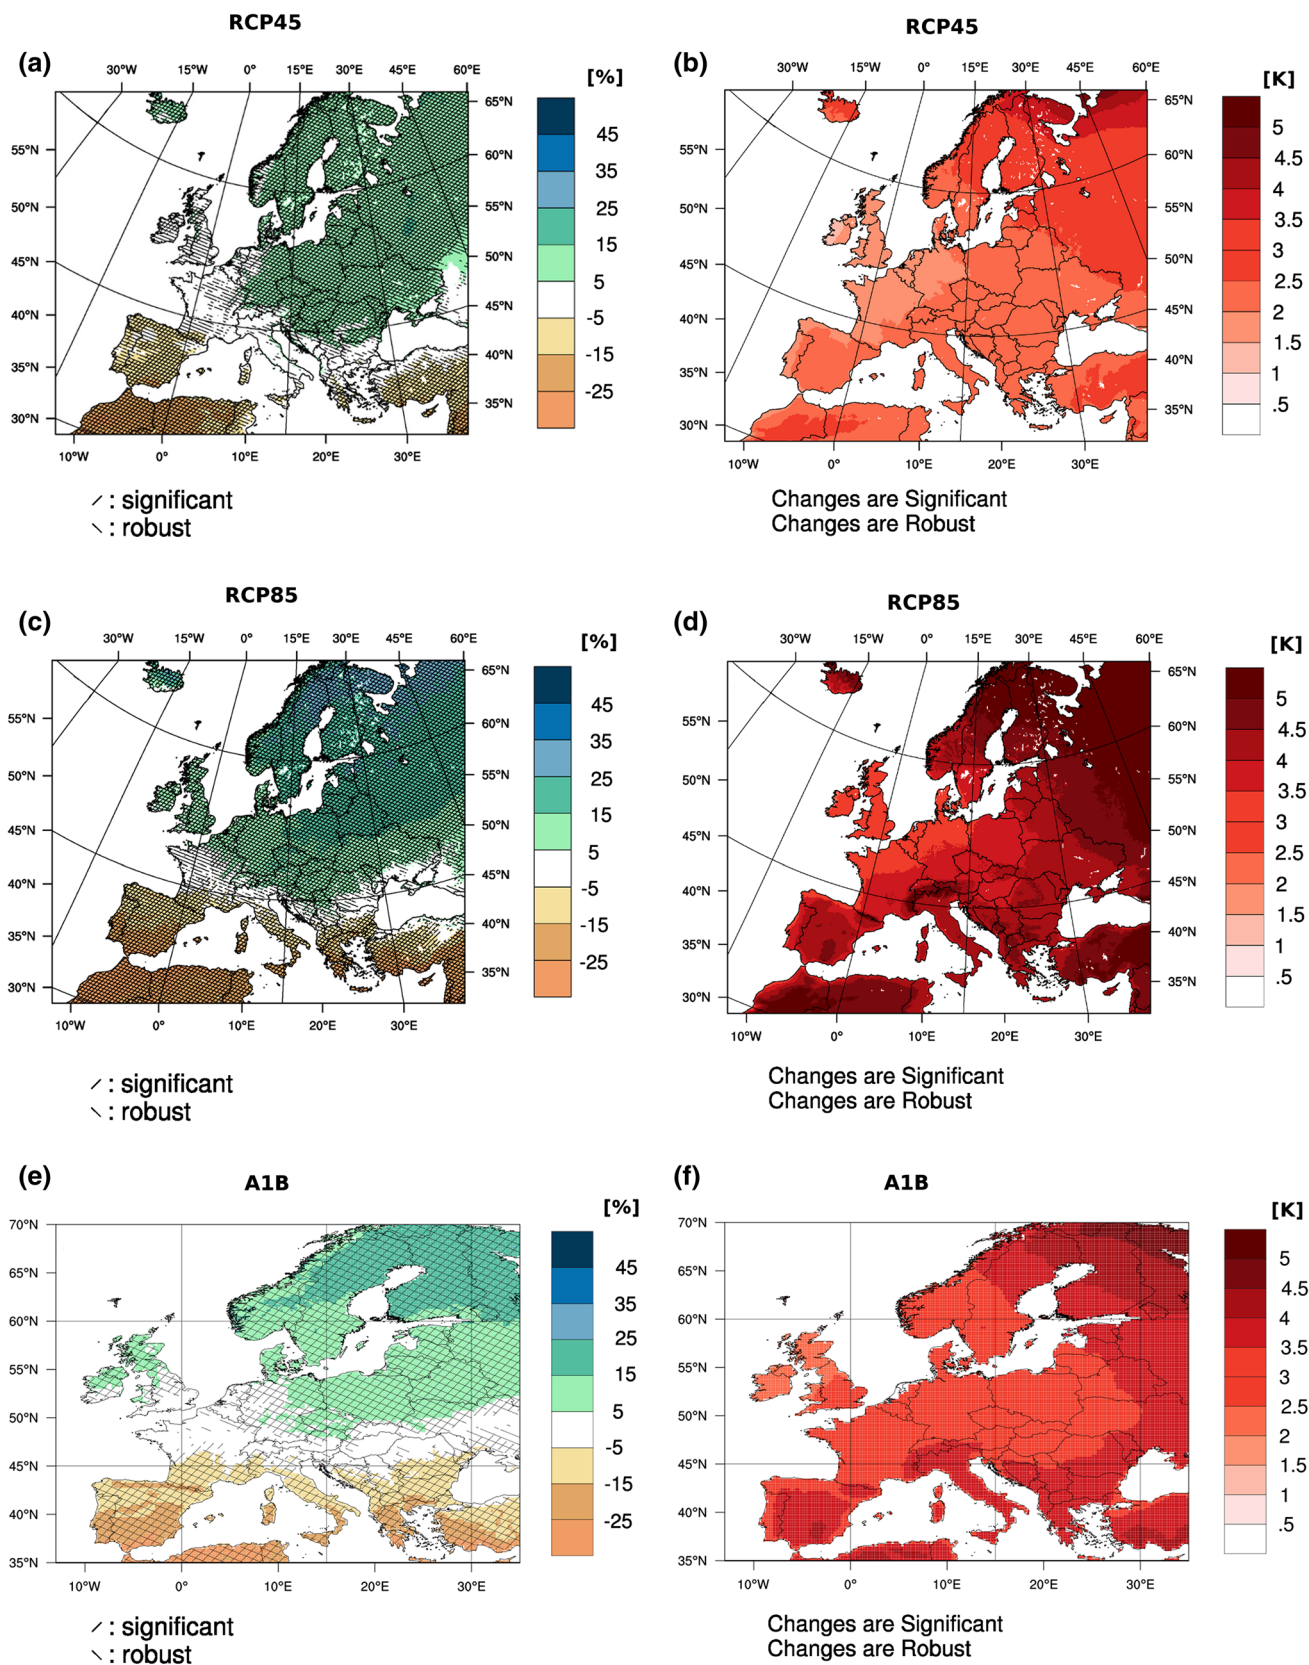 RCP45
RCP45
(a)
30°W 15°W 0° 15°E 30°E 45°E 60°E
[%]
65°N
60°N
55°N
50°N
45°N
40°N
35°N
55°N
50°N
45°N
40°N
35°N
30°N
10°W 0° 10°E 20°E 30°E
45
35
25
15
5
-5
-15
-25
: significant
: robust
(b)
30°W 15°W 0° 15°E 30°E 45°E 60°E
[K]
65°N
60°N
55°N
50°N
45°N
40°N
35°N
55°N
50°N
45°N
40°N
35°N
30°N
10°W 0° 10°E 20°E 30°E
5
4.5
4
3.5
3
2.5
2
1.5
1
.5
Changes are Significant
Changes are Robust
RCP85
RCP85
(c)
30°W 15°W 0° 15°E 30°E 45°E 60°E
[%]
65°N
60°N
55°N
50°N
45°N
40°N
35°N
55°N
50°N
45°N
40°N
35°N
30°N
10°W 0° 10°E 20°E 30°E
45
35
25
15
5
-5
-15
-25
: significant
: robust
(d)
30°W 15°W 0° 15°E 30°E 45°E 60°E
[K]
65°N
60°N
55°N
50°N
45°N
40°N
35°N
55°N
50°N
45°N
40°N
35°N
30°N
10°W 0° 10°E 20°E 30°E
5
4.5
4
3.5
3
2.5
2
1.5
1
.5
Changes are Significant
Changes are Robust
(e)
A1B
[%]
70°N
65°N
60°N
55°N
50°N
45°N
40°N
35°N
10°W 0° 10°E 20°E 30°E
45
35
25
15
5
-5
-15
-25
: significant
: robust
(f)
A1B
[K]
70°N
65°N
60°N
55°N
50°N
45°N
40°N
35°N
10°W 0° 10°E 20°E 30°E
5
4.5
4
3.5
3
2.5
2
1.5
1
.5
Changes are Significant
Changes are Robust